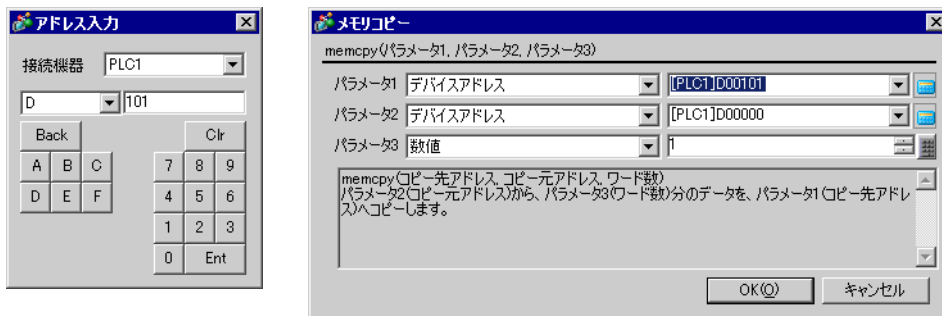 アドレス入力
接続機器 PLC1
D 101
Back Clr
A B C 7 8 9
D E F 4 5 6
1 2 3
0 Ent
メモリコピー
memcpy(パラメータ1, パラメータ2, パラメータ3)
パラメータ1 デバイスアドレス [PLC1]D00101
パラメータ2 デバイスアドレス [PLC1]D00000
パラメータ3 数値 1
memcpy(コピー先アドレス, コピー元アドレス, ワード数)
パラメータ2(コピー元アドレス)から、パラメータ3(ワード数)分のデータを、パラメータ1(コピー先アドレ
ス)へコピーします。
OK(O) キャンセル